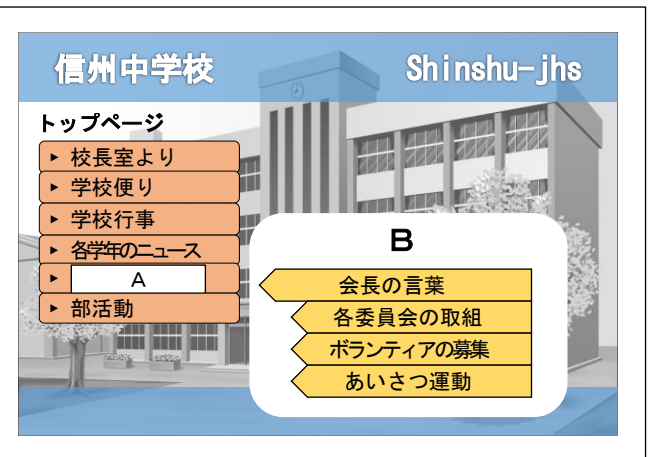 信州中学校 Shinshu-jhs
トップページ
▸ 校長室より
▸ 学校便り
▸ 学校行事
▸ 各学年のニュース
▸ A
▸ 部活動
B
会長の言葉
各委員会の取組
ボランティアの募集
あいさつ運動